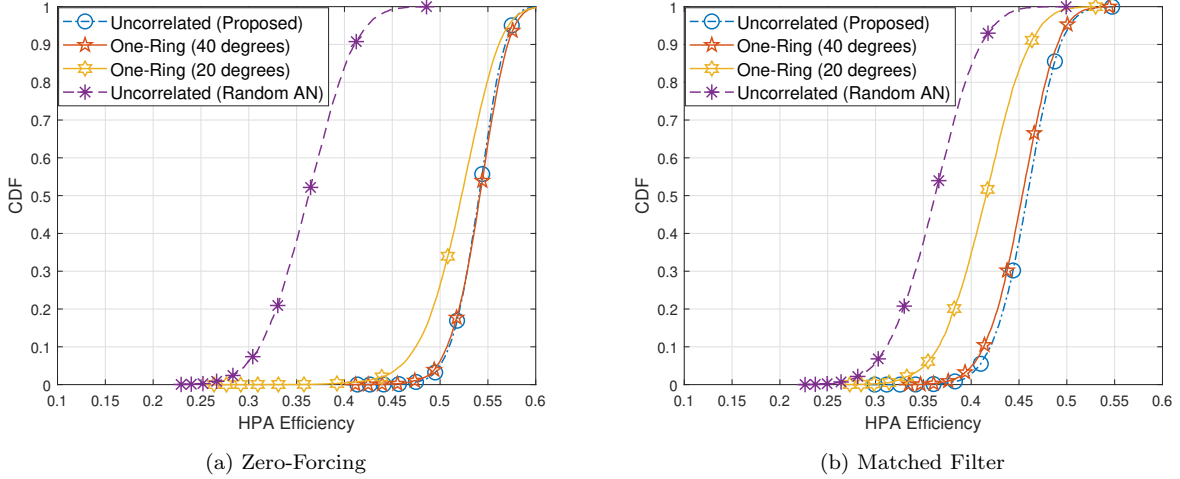 1
0.9
0.8
0.7
0.6
0.5
0.4
0.3
0.2
0.1
0
CDF
Uncorrelated (Proposed)
One-Ring (40 degrees)
One-Ring (20 degrees)
Uncorrelated (Random AN)
0.1 0.15 0.2 0.25 0.3 0.35 0.4 0.45 0.5 0.55 0.6
HPA Efficiency
(a) Zero-Forcing
1
0.9
0.8
0.7
0.6
0.5
0.4
0.3
0.2
0.1
0
CDF
Uncorrelated (Proposed)
One-Ring (40 degrees)
One-Ring (20 degrees)
Uncorrelated (Random AN)
0.1 0.15 0.2 0.25 0.3 0.35 0.4 0.45 0.5 0.55 0.6
HPA Efficiency
(b) Matched Filter